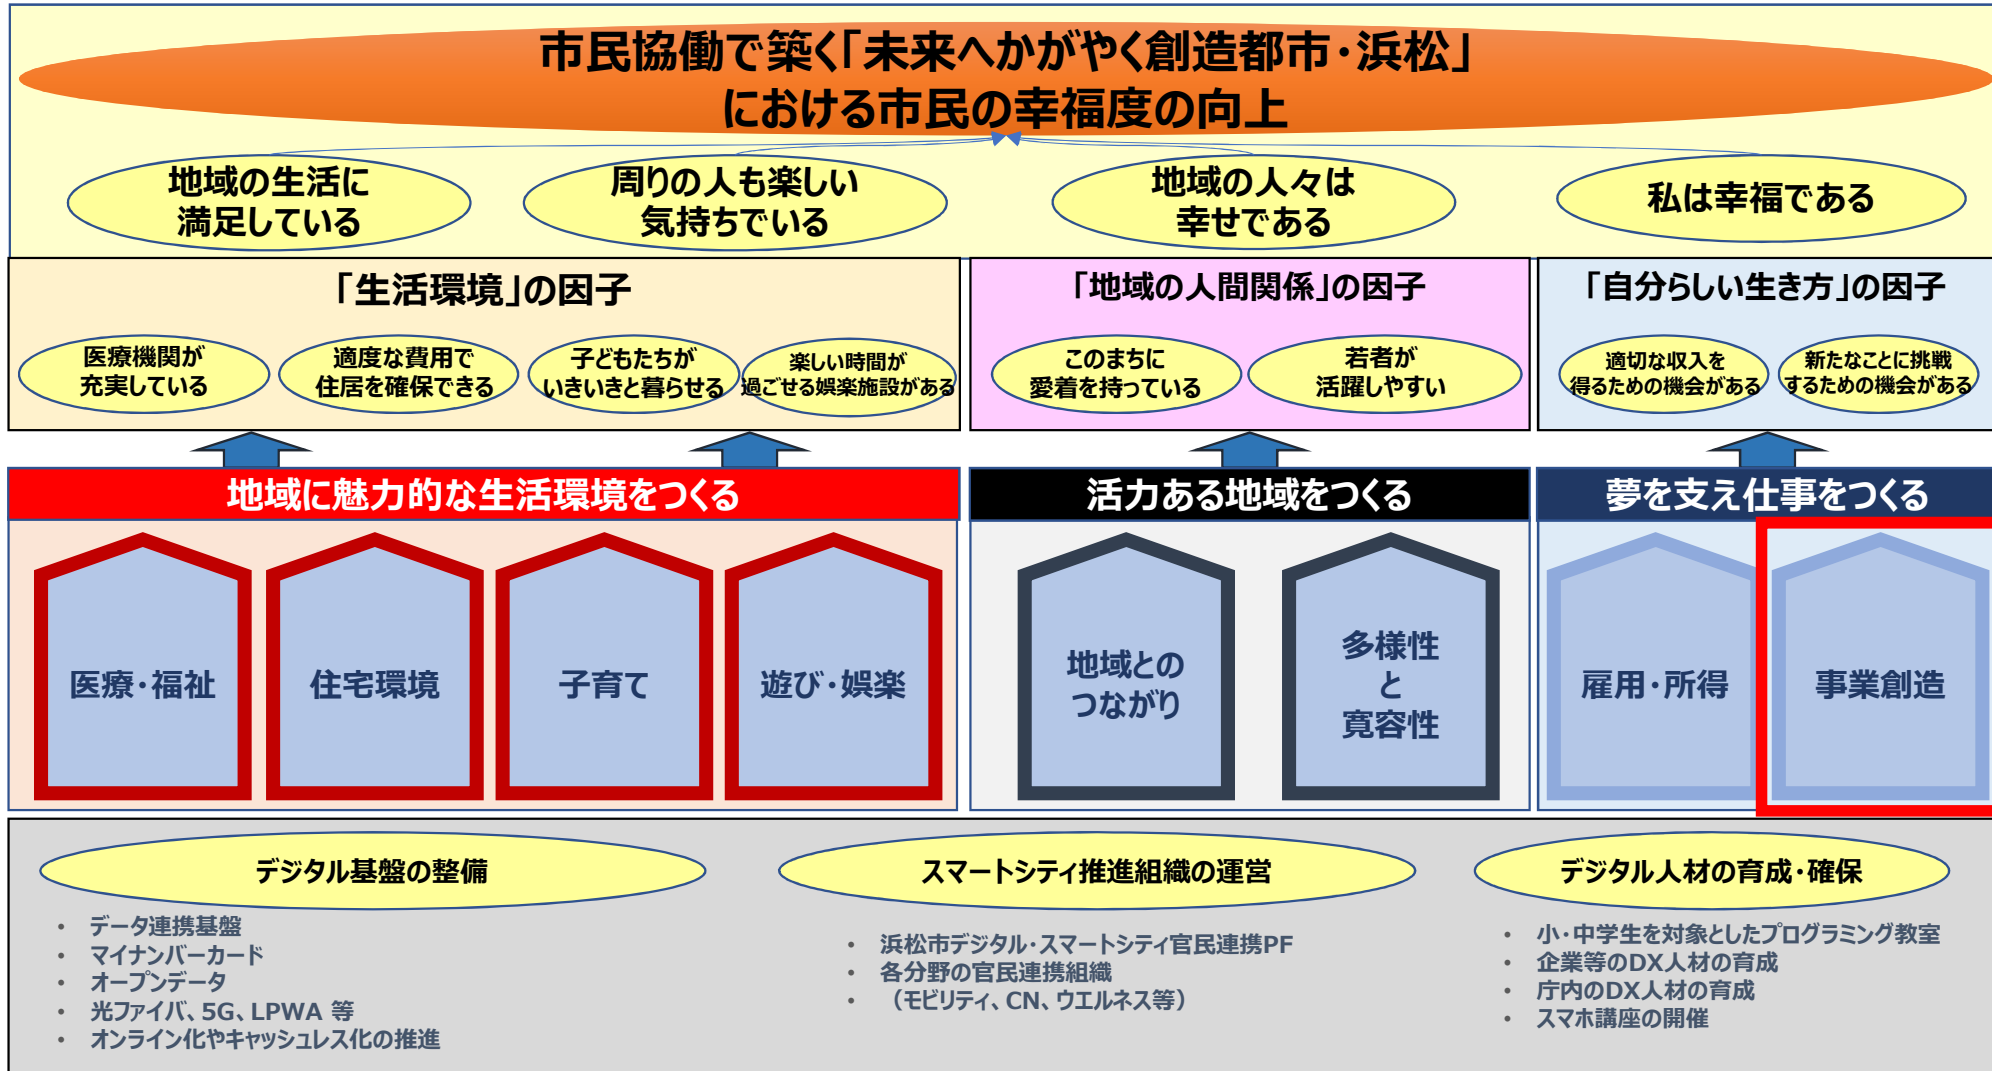 市民協働で築く「未来へかがやく創造都市・浜松」
における市民の幸福度の向上
地域の生活に
満足している
周りの人も楽しい
気持ちでいる
地域の人々は
幸せである
私は幸福である
「生活環境」の因子
医療機関が
充実している
適度な費用で
住居を確保できる
子どもたちが
いきいきと暮らせる
楽しい時間が
過ごせる娯楽施設がある
「地域の人間関係」の因子
このまちに
愛着を持っている
若者が
活躍しやすい
「自分らしい生き方」の因子
適切な収入を
得るための機会がある
新たなことに挑戦
するための機会がある
地域に魅力的な生活環境をつくる
医療・福祉
住宅環境
子育て
遊び・娯楽
活力ある地域をつくる
地域との
つながり
多様性
と
寛容性
夢を支え仕事をつくる
雇用・所得
事業創造
デジタル基盤の整備
・ データ連携基盤
・ マイナンバーカード
・ オープンデータ
・ 光ファイバ、5G、LPWA 等
・ オンライン化やキャッシュレス化の推進
スマートシティ推進組織の運営
・ 浜松市デジタル・スマートシティ官民連携PF
・ 各分野の官民連携組織
・ （モビリティ、CN、ウエルネス等）
デジタル人材の育成・確保
・ 小・中学生を対象としたプログラミング教室
・ 企業等のDX人材の育成
・ 庁内のDX人材の育成
・ スマホ講座の開催